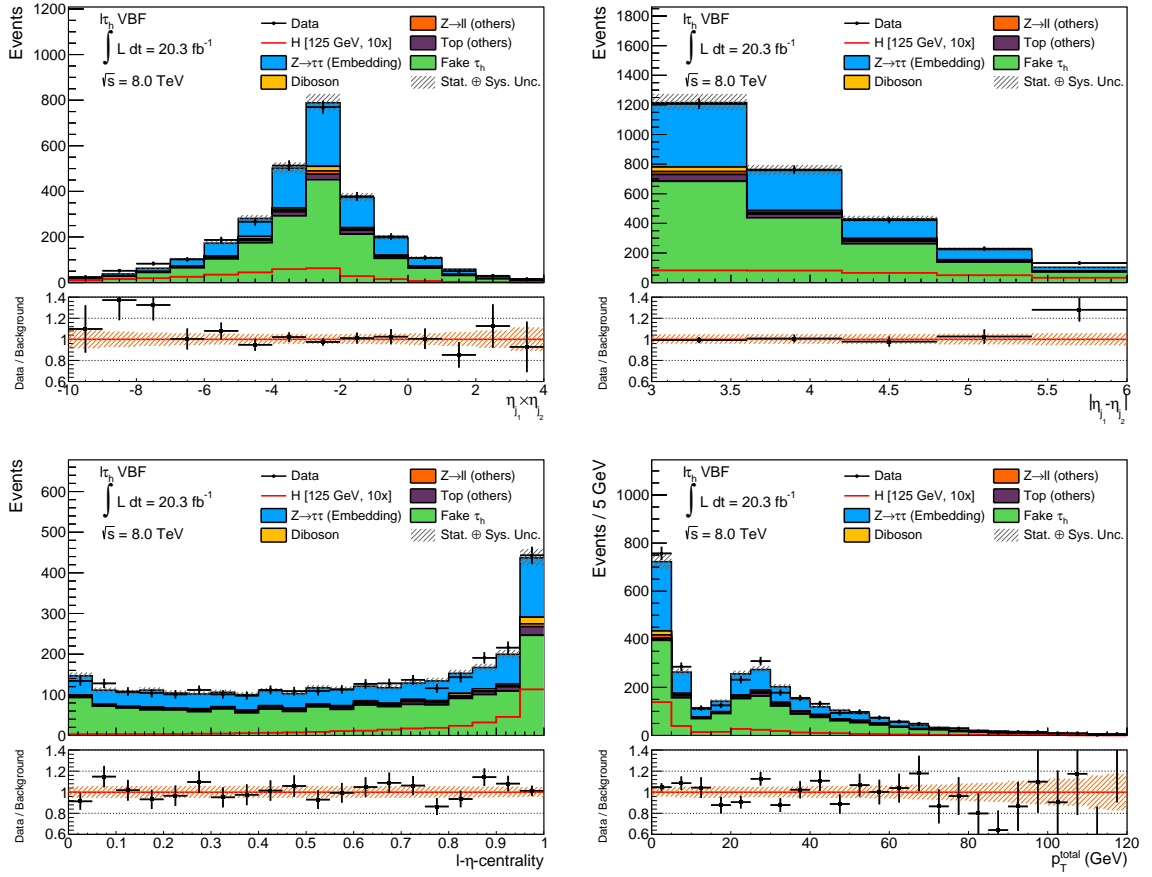 Events
1200
1000
800
600
400
200
0
lτh VBF
∫ L dt = 20.3 fb-1
√s = 8.0 TeV
Data
H [125 GeV, 10x]
Z→ττ (Embedding)
Diboson
Z→ll (others)
Top (others)
Fake τh
Stat. ⊕ Sys. Unc.
Data / Background
1.4
1.2
1
0.8
0.6
-10 -8 -6 -4 -2 0 2 4
ηj1×ηj2
Events
1800
1600
1400
1200
1000
800
600
400
200
0
lτh VBF
∫ L dt = 20.3 fb-1
√s = 8.0 TeV
Data
H [125 GeV, 10x]
Z→ττ (Embedding)
Diboson
Z→ll (others)
Top (others)
Fake τh
Stat. ⊕ Sys. Unc.
Data / Background
1.4
1.2
1
0.8
0.6
3 3.5 4 4.5 5 5.5 6
|ηj1-ηj2|
Events
600
500
400
300
200
100
0
lτh VBF
∫ L dt = 20.3 fb-1
√s = 8.0 TeV
Data
H [125 GeV, 10x]
Z→ττ (Embedding)
Diboson
Z→ll (others)
Top (others)
Fake τh
Stat. ⊕ Sys. Unc.
Data / Background
1.4
1.2
1
0.8
0.6
0 0.1 0.2 0.3 0.4 0.5 0.6 0.7 0.8 0.9 1
l-η-centrality
Events / 5 GeV
1000
800
600
400
200
0
lτh VBF
∫ L dt = 20.3 fb-1
√s = 8.0 TeV
Data
H [125 GeV, 10x]
Z→ττ (Embedding)
Diboson
Z→ll (others)
Top (others)
Fake τh
Stat. ⊕ Sys. Unc.
Data / Background
1.4
1.2
1
0.8
0.6
0 20 40 60 80 100 120
pTtotal (GeV)